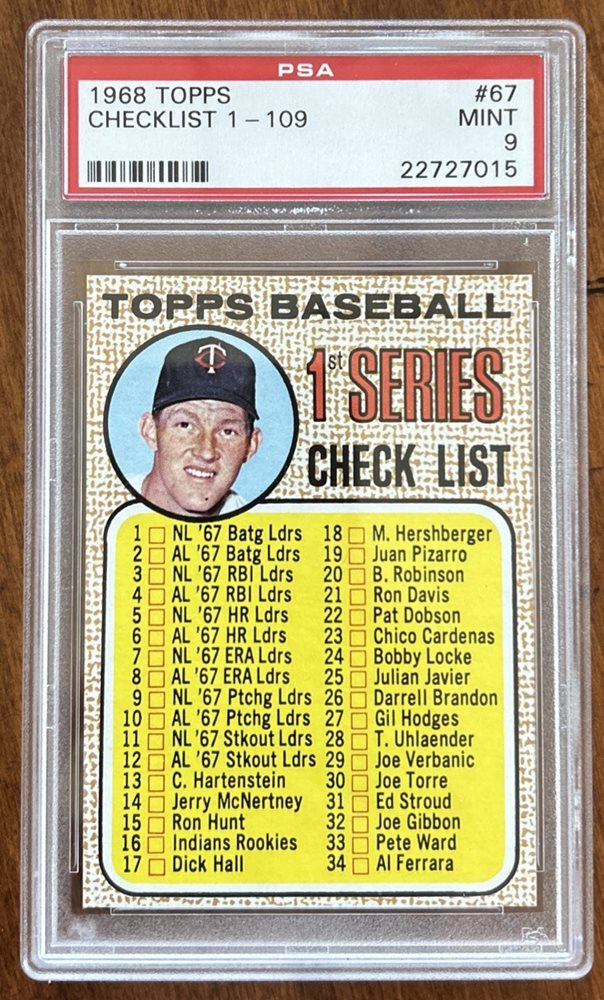 PSA
1968 TOPPS #67
CHECKLIST 1-109 MINT
9
22727015
TOPPS BASEBALL
TC
1st SERIES
CHECK LIST
1 NL '67 Batg Ldrs
2 AL '67 Batg Ldrs
3 NL '67 RBI Ldrs
4 AL '67 RBI Ldrs
5 NL '67 HR Ldrs
6 AL '67 HR Ldrs
7 NL '67 ERA Ldrs
8 AL '67 ERA Ldrs
9 NL '67 Ptchg Ldrs
10 AL '67 Ptchg Ldrs
11 NL '67 Stkout Ldrs
12 AL '67 Stkout Ldrs
13 C. Hartenstein
14 Jerry McNertney
15 Ron Hunt
16 Indians Rookies
17 Dick Hall
18 M. Hershberger
19 Juan Pizarro
20 B. Robinson
21 Ron Davis
22 Pat Dobson
23 Chico Cardenas
24 Bobby Locke
25 Julian Javier
26 Darrell Brandon
27 Gil Hodges
28 T. Uhlaender
29 Joe Verbanic
30 Joe Torre
31 Ed Stroud
32 Joe Gibbon
33 Pete Ward
34 Al Ferrara